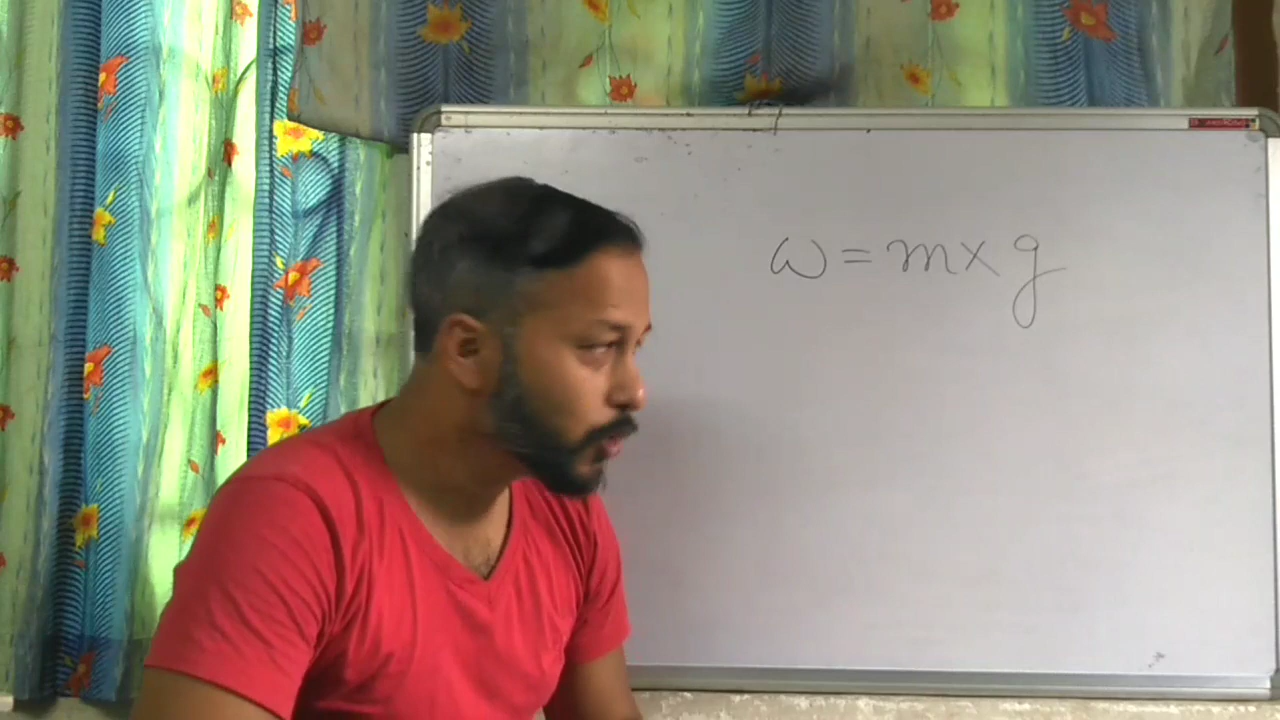 ω = m × g